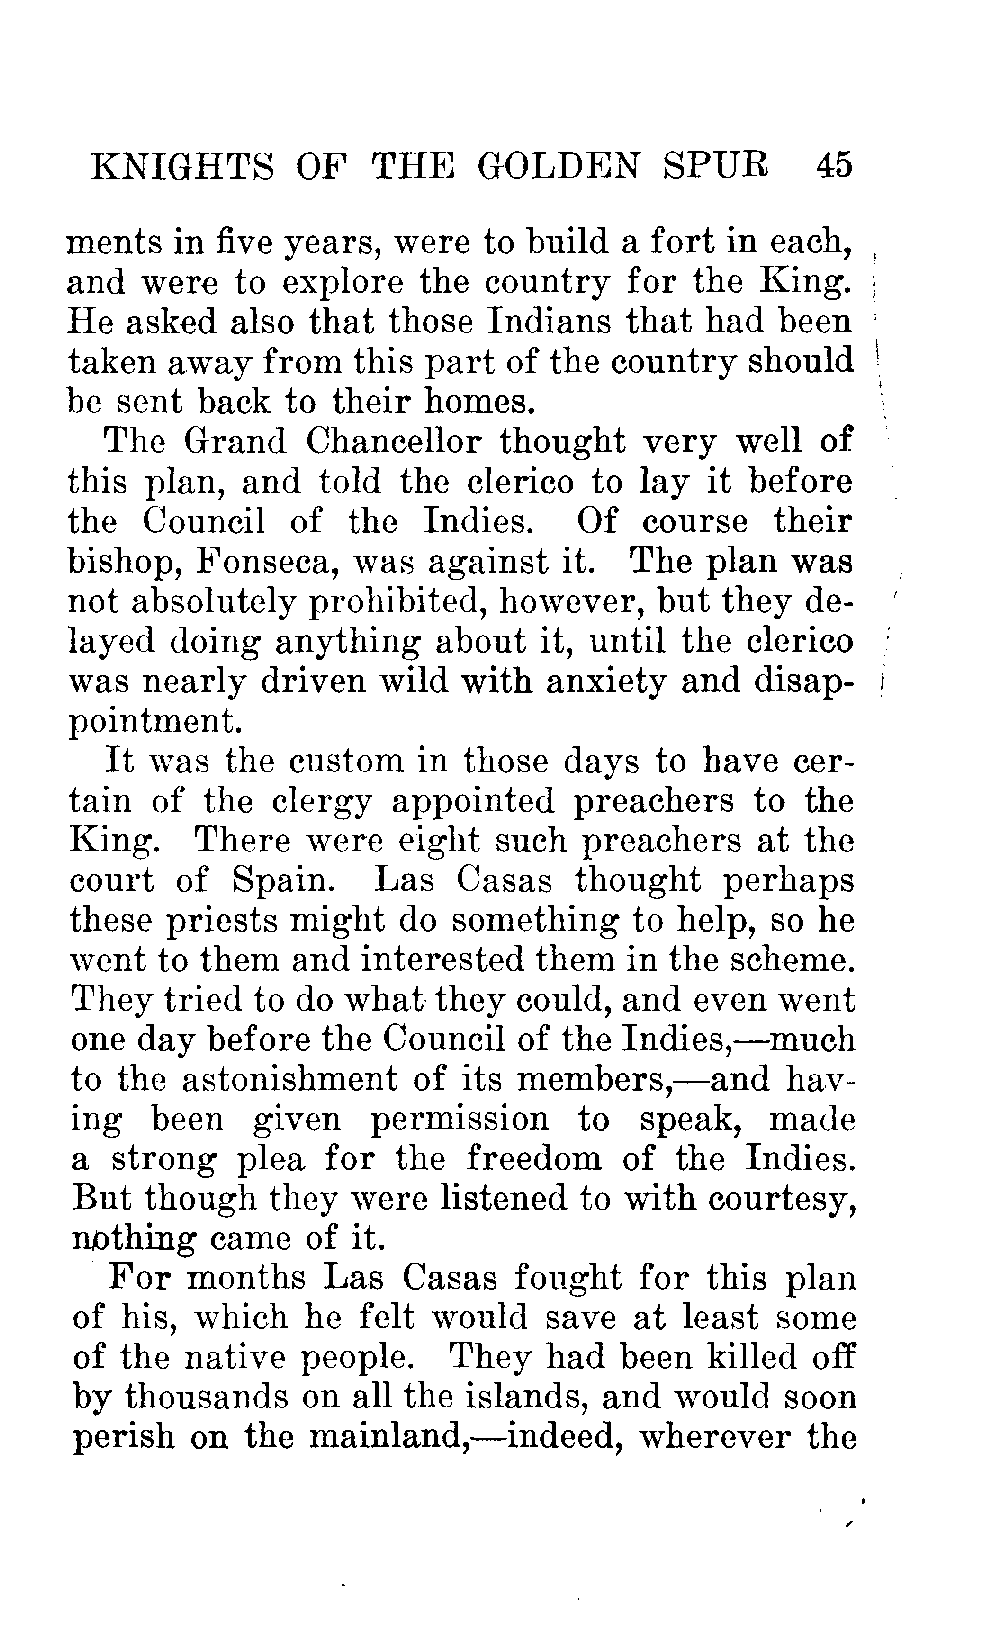 KNIGHTS OF THE GOLDEN SPUR 45
ments in five years, were to build a fort in each,
and were to explore the country for the King.
He asked also that those Indians that had been
taken away from this part of the country should
be sent back to their homes.
The Grand Chancellor thought very well of
this plan, and told the clerico to lay it before
the Council of the Indies. Of course their
bishop, Fonseca, was against it. The plan was
not absolutely prohibited, however, but they de-
layed doing anything about it, until the clerico
was nearly driven wild with anxiety and disap-
pointment.
It was the custom in those days to have cer-
tain of the clergy appointed preachers to the
King. There were eight such preachers at the
court of Spain. Las Casas thought perhaps
these priests might do something to help, so he
went to them and interested them in the scheme.
They tried to do what they could, and even went
one day before the Council of the Indies,—much
to the astonishment of its members,—and hav-
ing been given permission to speak, made
a strong plea for the freedom of the Indies.
But though they were listened to with courtesy,
nothing came of it.
For months Las Casas fought for this plan
of his, which he felt would save at least some
of the native people. They had been killed off
by thousands on all the islands, and would soon
perish on the mainland,—indeed, wherever the